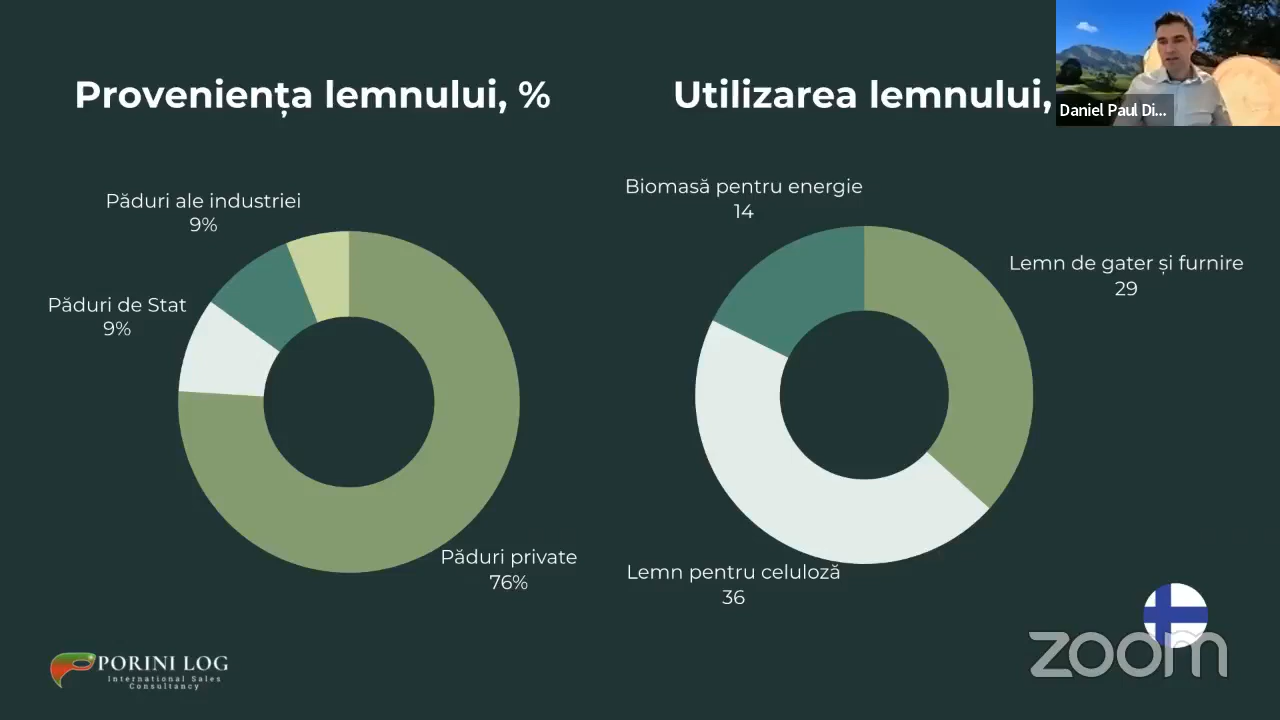 Proveniența lemnului, %
Utilizarea lemnului,
Daniel Paul Di...
Păduri ale industriei
9%
Păduri de Stat
9%
Păduri private
76%
Biomasă pentru energie
14
Lemn de gater și furnire
29
Lemn pentru celuloză
36
PORINI LOG
International Sales
Consultancy
zoom